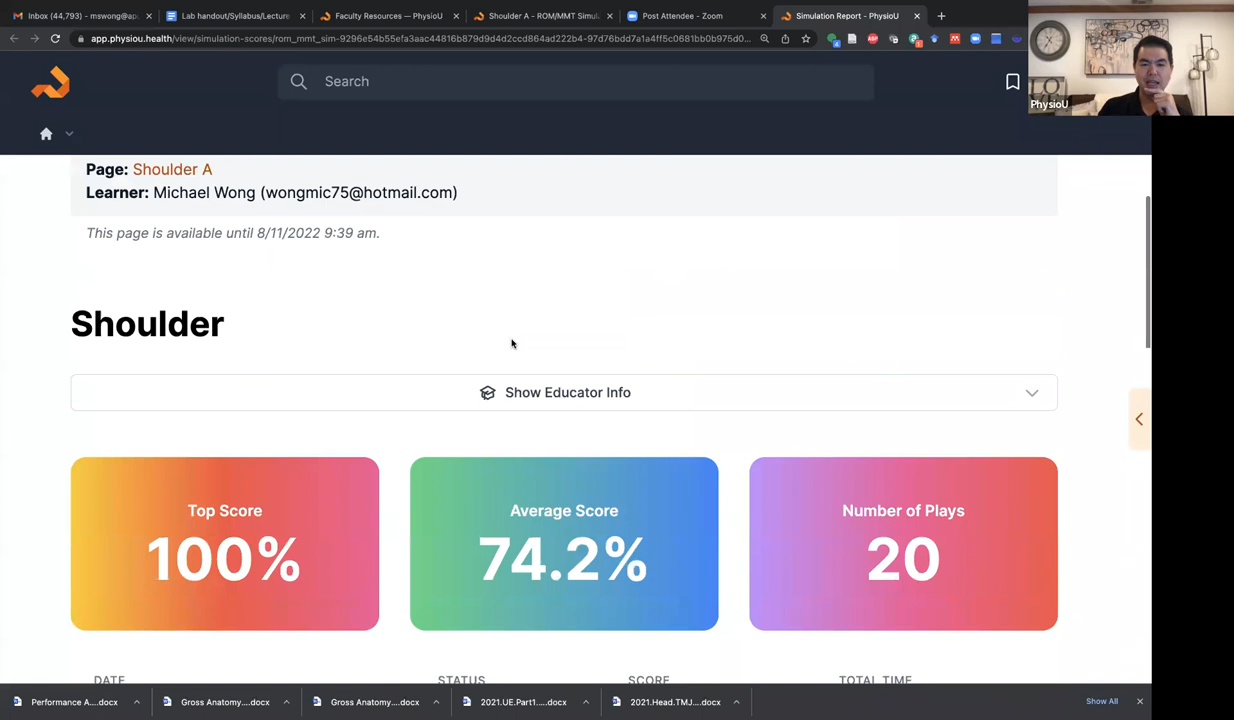 Inbox (44,793) - mswong@ap
Lab handout/Syllabus/Lecture
Faculty Resources — PhysioU
Shoulder A - ROM/MMT Simul
Post Attendee - Zoom
Simulation Report - PhysioU
app.physiou.health/view/simulation-scores/rom_mmt_sim-9296e54b55efa3aac44816b879d9d4d2ccd864ad222b4-97d76bdd7a1a4ff5c0681bb0b975d0...
Search
PhysioU
Page: Shoulder A
Learner: Michael Wong (wongmic75@hotmail.com)
This page is available until 8/11/2022 9:39 am.
Shoulder
Show Educator Info
Top Score
100%
Average Score
74.2%
Number of Plays
20
DATE STATUS SCORE TOTAL TIME
Performance A....docx
Gross Anatomy....docx
Gross Anatomy....docx
2021.UE.Part1.....docx
2021.Head.TMJ....docx
Show All